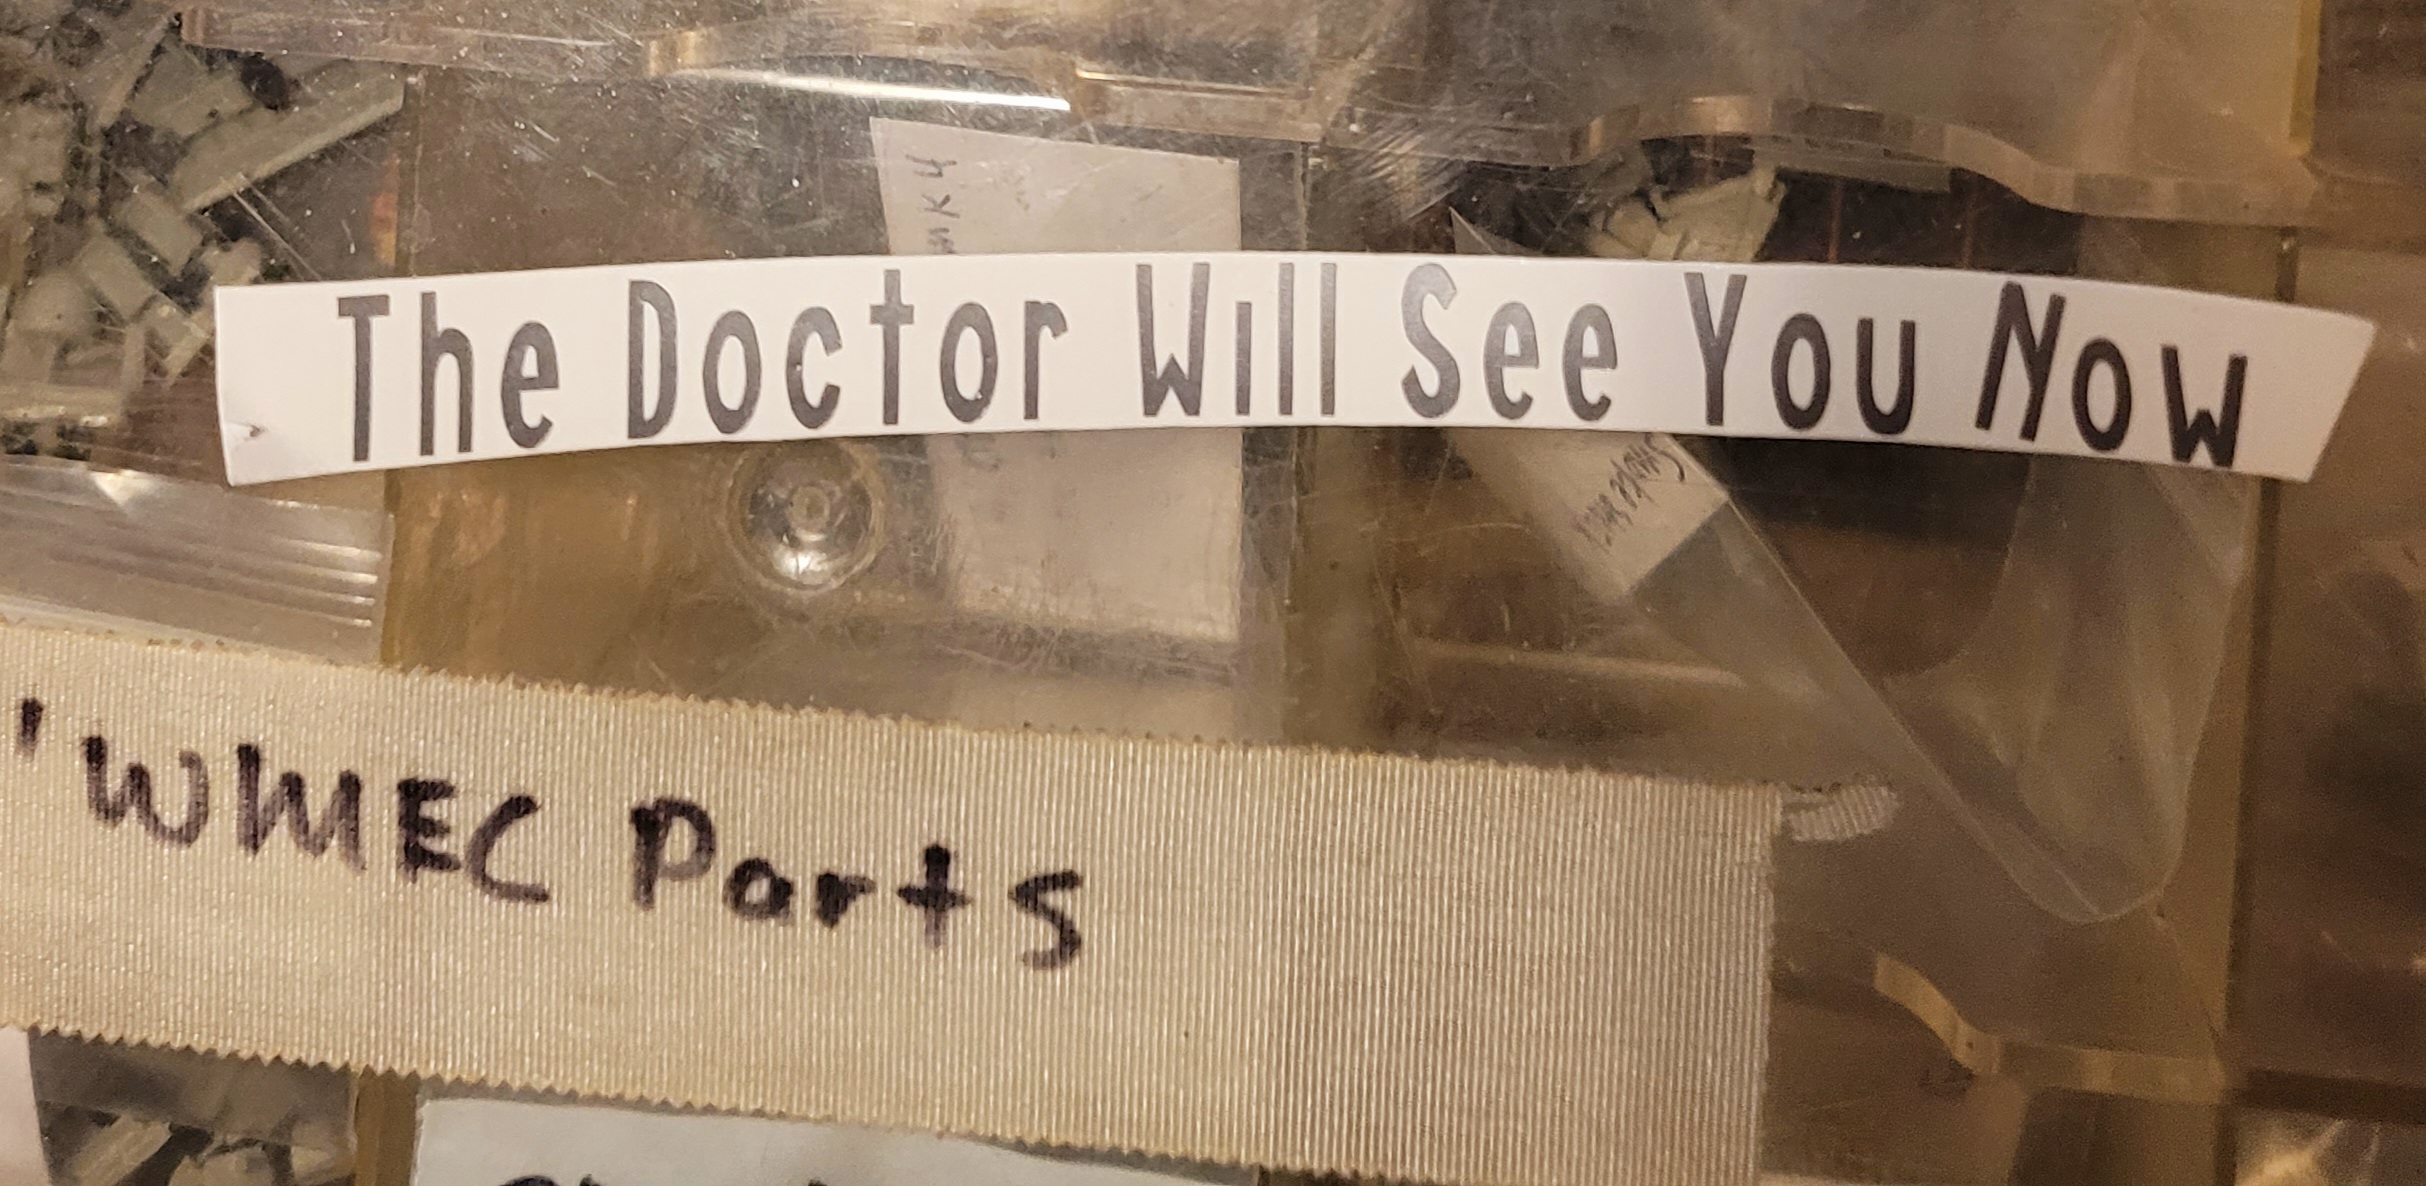 The Doctor Will See You Now
'WMEC Parts